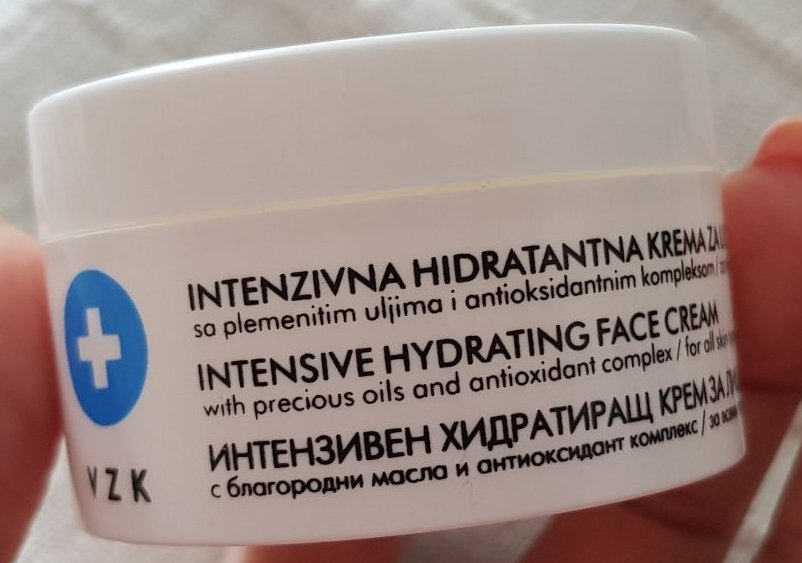 INTENZIVNA HIDRATANTNA KREMA ZA
sa plemenitim uljima i antioksidantnim kompleksom /
INTENSIVE HYDRATING FACE CREAM
with precious oils and antioxidant complex / for all skin
ИНТЕНЗИВЕН ХИДРАТИРАЩ КРЕМ ЗА
с благородни масла и антиоксидант комплекс / за
VZK